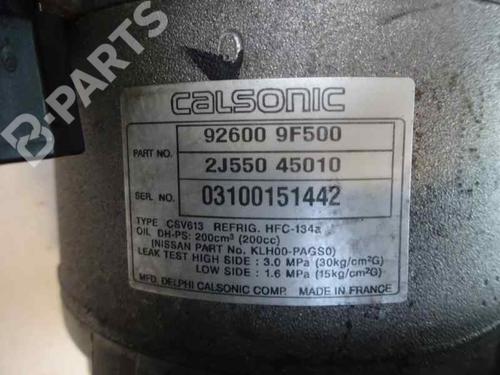 B-PARTS
CALSONIC
PART NO. 92600 9F500
2J550 45010
SER. NO. 03100151442
TYPE CSV613 REFRIG. HFC-134a
OIL DH-PS: 200cm³ (200cc)
(NISSAN PART No. KLH00-PAGS0)
LEAK TEST HIGH SIDE : 3.0 MPa (30kg/cm²G)
LOW SIDE : 1.6 MPa (15kg/cm²G)
MFD. DELPHI CALSONIC COMP. MADE IN FRANCE